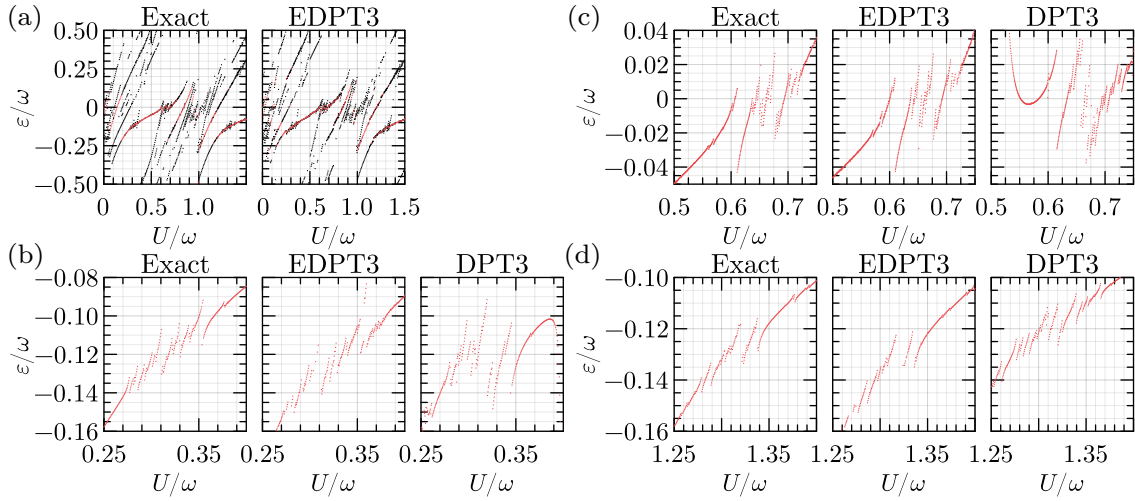 (a) Exact EDPT3
ε/ω
0.50
0.25
0
−0.25
−0.50
0 0.5 1.0 0 0.5 1.0 1.5
U/ω U/ω
(c) Exact EDPT3 DPT3
ε/ω
0.04
0.02
0
−0.02
−0.04
0.5 0.6 0.7 0.5 0.6 0.7 0.5 0.6 0.7
U/ω U/ω U/ω
(b) Exact EDPT3 DPT3
ε/ω
−0.08
−0.10
−0.12
−0.14
−0.16
0.25 0.35 0.25 0.35 0.25 0.35
U/ω U/ω U/ω
(d) Exact EDPT3 DPT3
ε/ω
−0.10
−0.12
−0.14
−0.16
1.25 1.35 1.25 1.35 1.25 1.35
U/ω U/ω U/ω